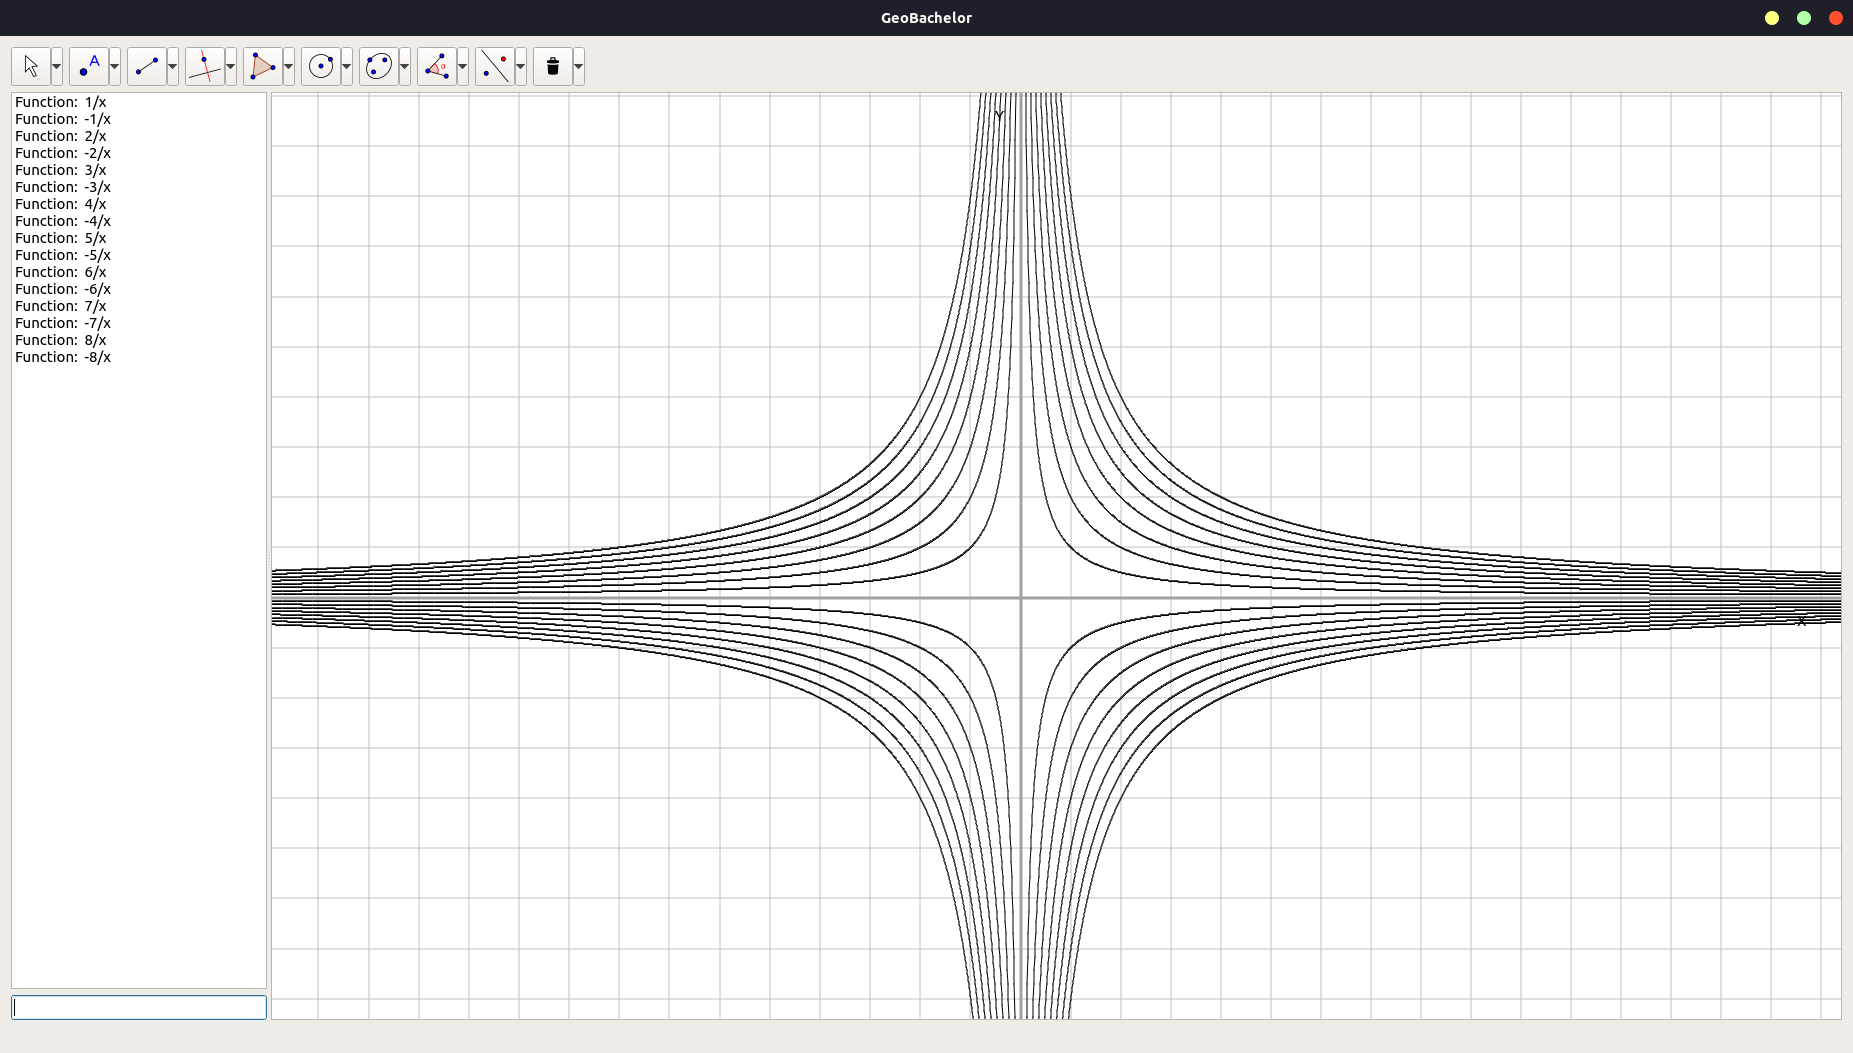 GeoBachelor
A
α
Function: 1/x
Function: -1/x
Function: 2/x
Function: -2/x
Function: 3/x
Function: -3/x
Function: 4/x
Function: -4/x
Function: 5/x
Function: -5/x
Function: 6/x
Function: -6/x
Function: 7/x
Function: -7/x
Function: 8/x
Function: -8/x
Y
X